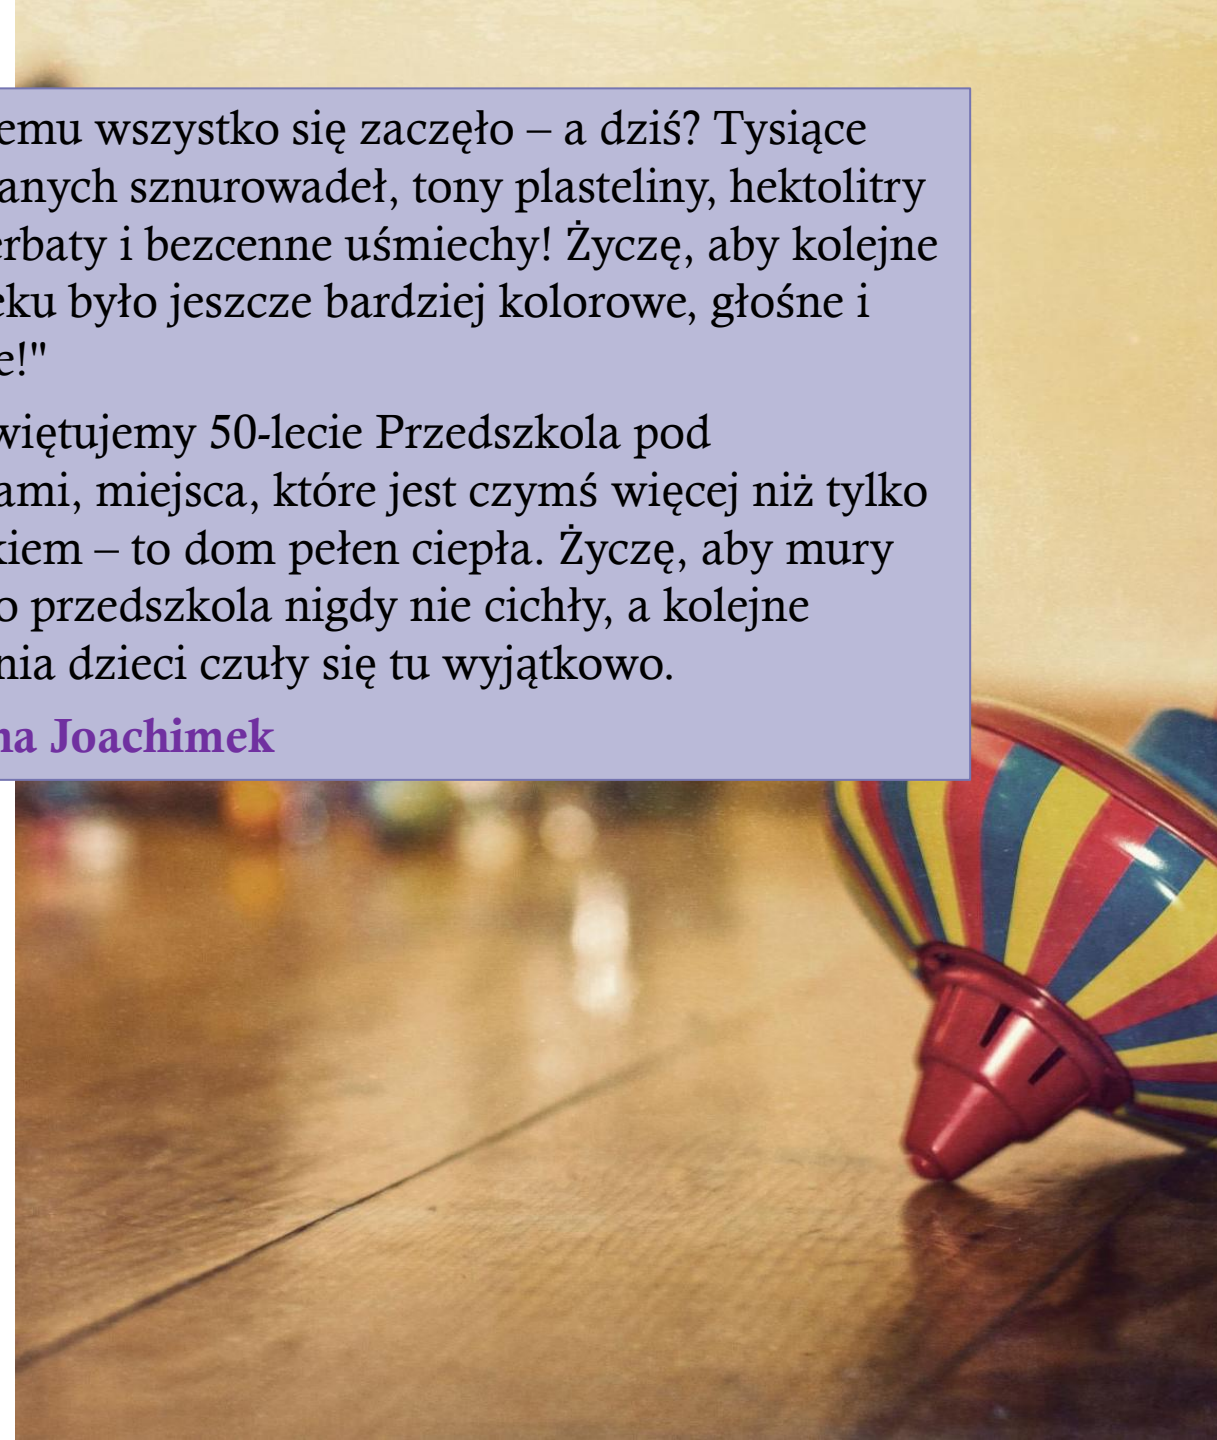 emu wszystko się zaczęło – a dziś? Tysiące
anych sznurowadeł, tony plasteliny, hektolitry
erbaty i bezcenne uśmiechy! Życzę, aby kolejne
eku było jeszcze bardziej kolorowe, głośne i
e!"
więtujemy 50-lecie Przedszkola pod
ami, miejsca, które jest czymś więcej niż tylko
kiem – to dom pełen ciepła. Życzę, aby mury
o przedszkola nigdy nie cichły, a kolejne
nia dzieci czuły się tu wyjątkowo.
na Joachimek